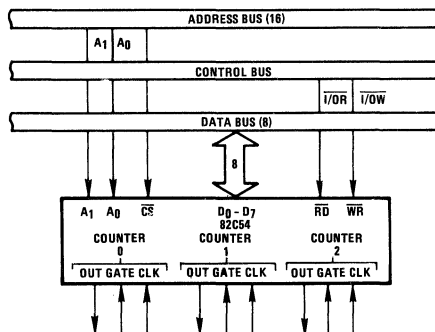 ADDRESS BUS (16)
A1 A0
CONTROL BUS
I/OR I/OW
DATA BUS (8)
8
A1 A0 CS D0 – D7 RD WR
82C54
COUNTER COUNTER COUNTER
0 1 2
OUT GATE CLK OUT GATE CLK OUT GATE CLK